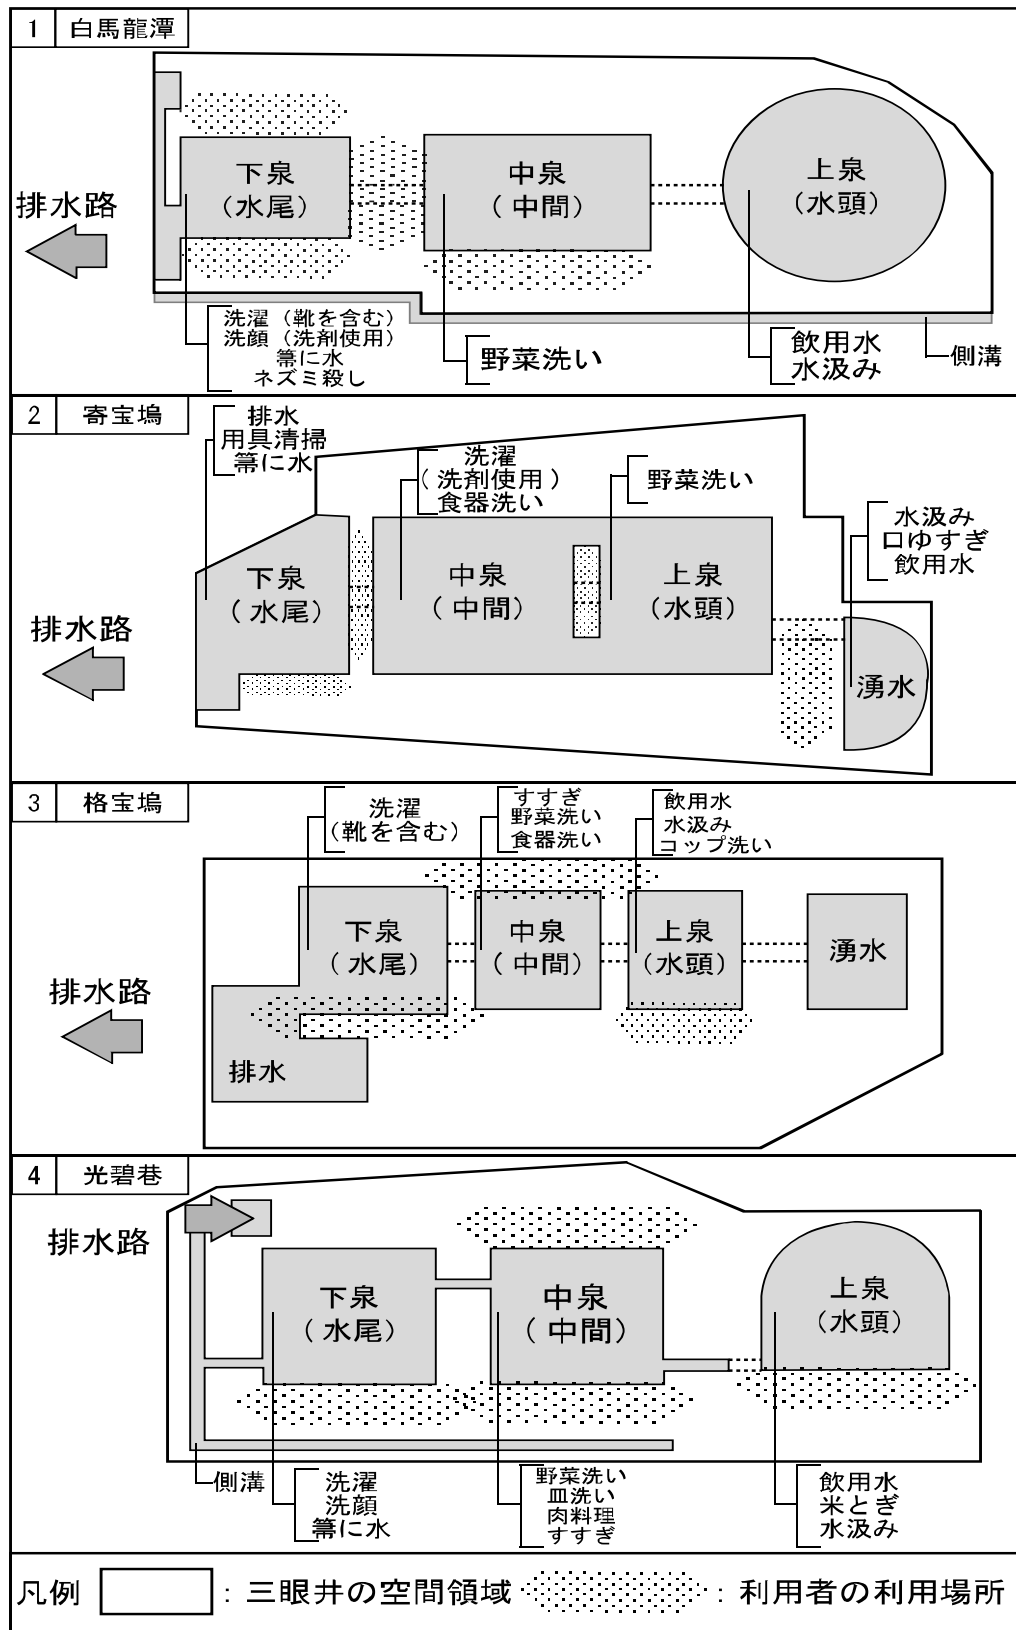 1 白馬龍潭
下泉
(水尾)
中泉
(中間)
上泉
(水頭)
排水路
洗濯(靴を含む)
洗顔(洗剤使用)
箒に水
ネズミ殺し
野菜洗い
飲用水
水汲み
側溝
2 寄宝塢
排水
用具清掃
箒に水
洗濯
(洗剤使用)
食器洗い
野菜洗い
水汲み
口ゆすぎ
飲用水
下泉
(水尾)
中泉
(中間)
上泉
(水頭)
湧水
排水路
3 格宝塢
洗濯
(靴を含む)
すすぎ
野菜洗い
食器洗い
飲用水
水汲み
コップ洗い
下泉
(水尾)
中泉
(中間)
上泉
(水頭)
湧水
排水路
排水
4 光碧巷
排水路
下泉
(水尾)
中泉
(中間)
上泉
(水頭)
側溝
洗濯
洗顔
箒に水
野菜洗い
皿洗い
肉料理
すすぎ
飲用水
米とぎ
水汲み
凡例 : 三眼井の空間領域 : 利用者の利用場所